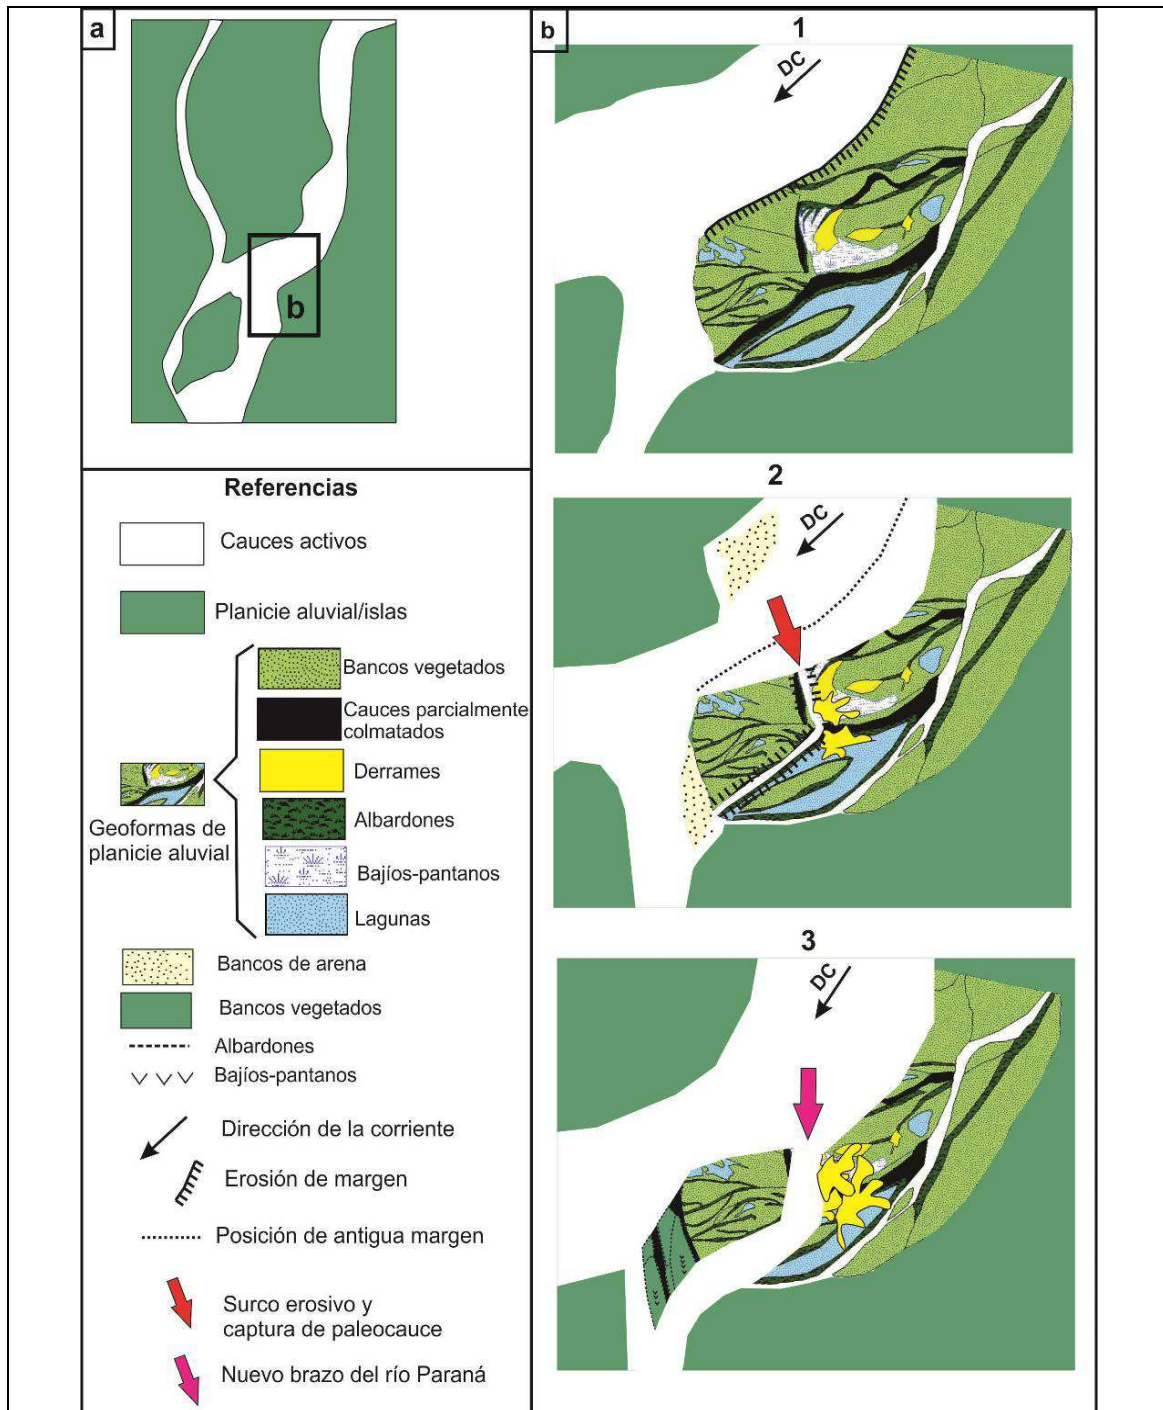 a
b
b
1
DC
2
DC
3
DC
Referencias
Cauces activos
Planicie aluvial/islas
Bancos vegetados
Cauces parcialmente
colmatados
Derrames
Albardones
Bajíos-pantanos
Lagunas
Geoformas de
planicie aluvial
Bancos de arena
Bancos vegetados
Albardones
Bajíos-pantanos
Dirección de la corriente
Erosión de margen
Posición de antigua margen
Surco erosivo y
captura de paleocauce
Nuevo brazo del río Paraná